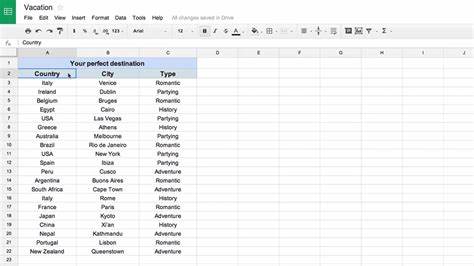 Vacation
File Edit View Insert Format Data Tools Help All changes saved in Drive
$ % .0 .00 123 Arial 10 B I S A
fx Country
A B C D E F G
1 Your perfect destination
2 Country City Type
3 Italy Venice Romantic
4 Ireland Dublin Partying
5 Belgium Bruges Romantic
6 Egypt Cairo History
7 USA Las Vegas Partying
8 Greece Athens History
9 Australia Melbourne Partying
10 Brazil Rio de Janeiro Romantic
11 USA New York Partying
12 Spain Ibiza Partying
13 Peru Cusco Adventure
14 Argentina Buons Aires Romantic
15 South Africa Cape Town Adventure
16 Italy Rome History
17 France Paris Romantic
18 Japan Kyoto Adventure
19 China Xi'an History
20 Nepal Kathmandu Adventure
21 Portugal Lisbon Romantic
22 New Zealand Queenstown Adventure